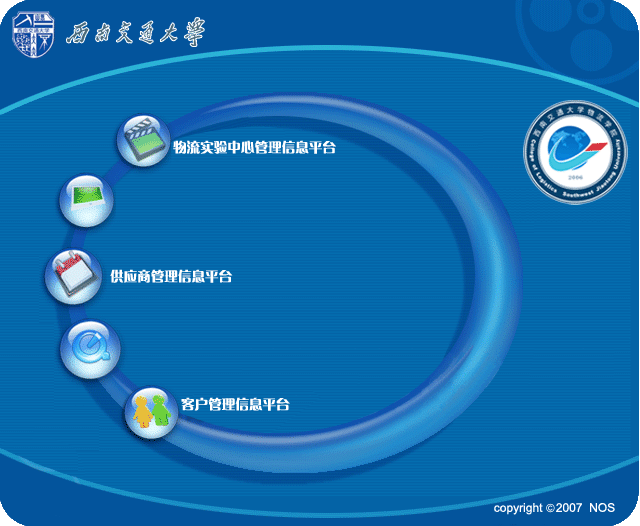 西南交通大学
物流实验中心管理信息平台
西南交通大学物流学院
College of Logistics Southwest Jiaotong University
2006
供应商管理信息平台
客户管理信息平台
copyright ©2007 NOS